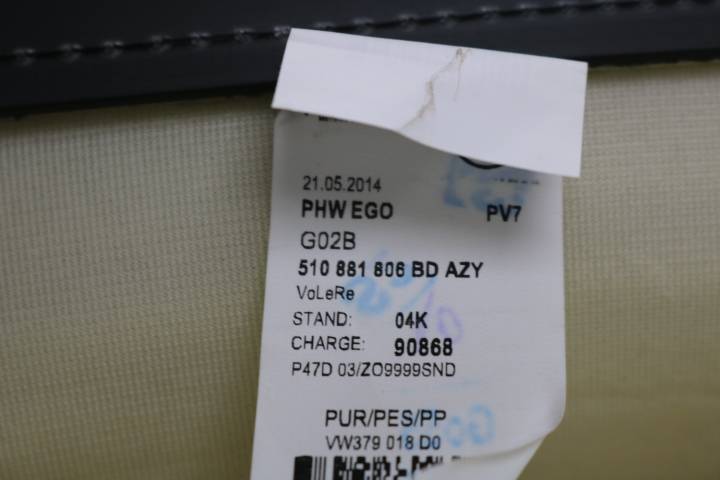 21.05.2014
PHW EGO PV7
G02B
510 881 806 BD AZY
VoLeRe
STAND: 04K
CHARGE: 90868
P47D 03/ZO9999SND
PUR/PES/PP
VW379 018 D0